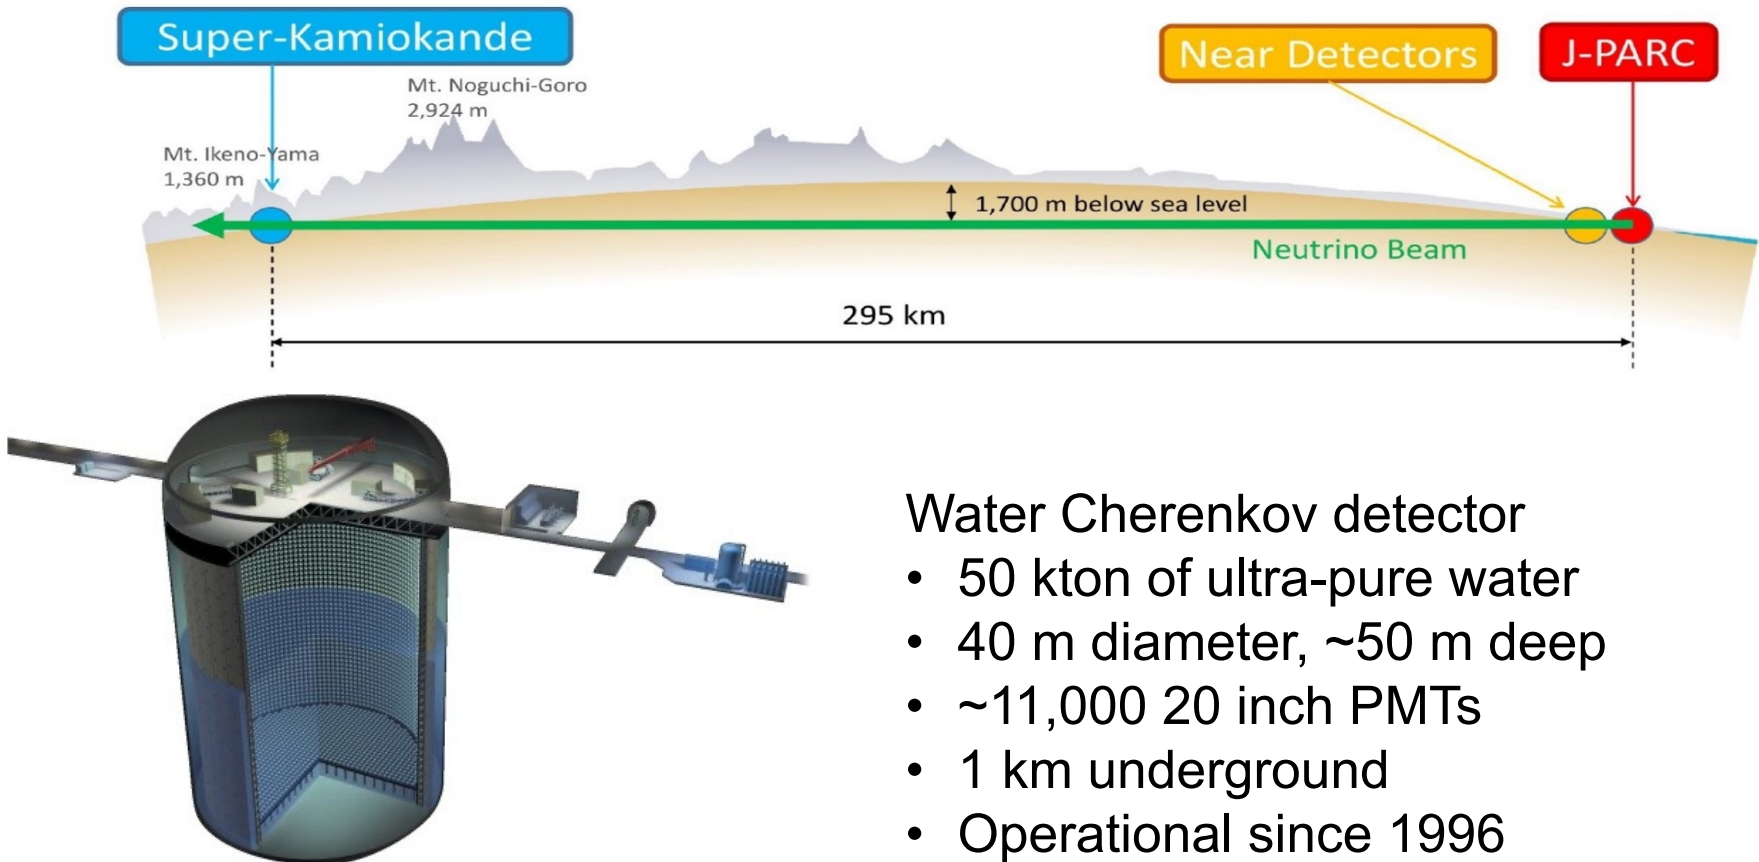 Super-Kamiokande
Near Detectors
J-PARC
Mt. Noguchi-Goro
2,924 m
Mt. Ikeno-Yama
1,360 m
1,700 m below sea level
Neutrino Beam
295 km
Water Cherenkov detector
• 50 kton of ultra-pure water
• 40 m diameter, ~50 m deep
• ~11,000 20 inch PMTs
• 1 km underground
• Operational since 1996